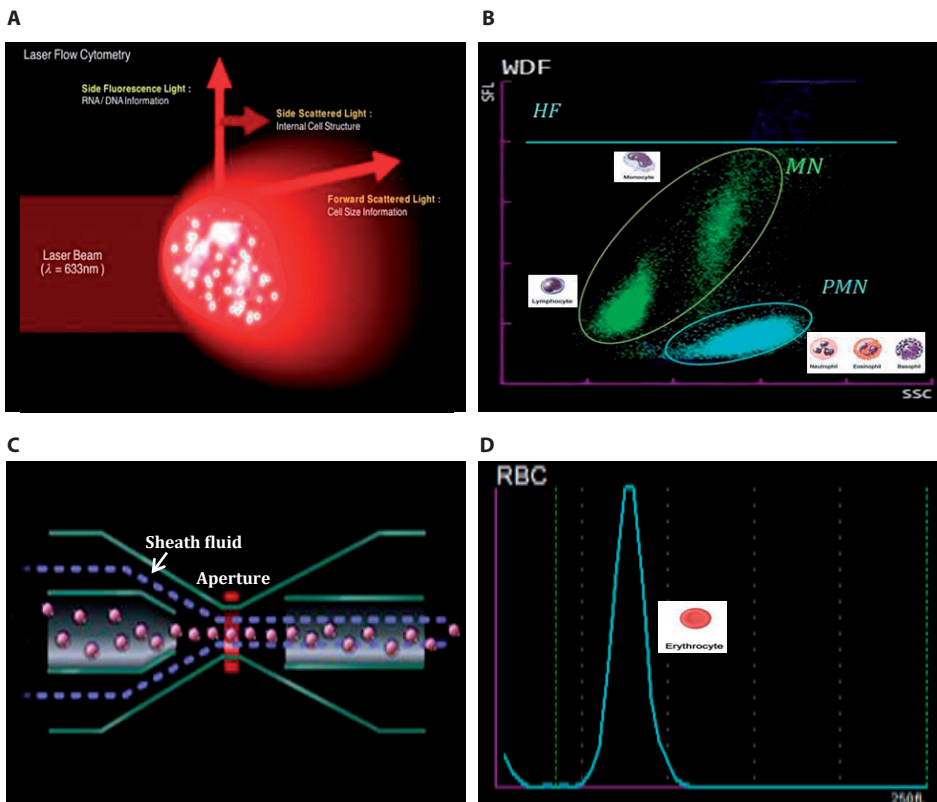 A
Laser Flow Cytometry
Side Fluorescence Light :
RNA / DNA Information
Side Scattered Light :
Internal Cell Structure
Forward Scattered Light :
Cell Size Information
Laser Beam
(λ = 633nm)
B
WDF
SFL
HF
MN
Monocyte
Lymphocyte
PMN
Neutrophil
Eosinophil
Basophil
SSC
C
Sheath fluid
Aperture
D
RBC
Erythrocyte
250fL